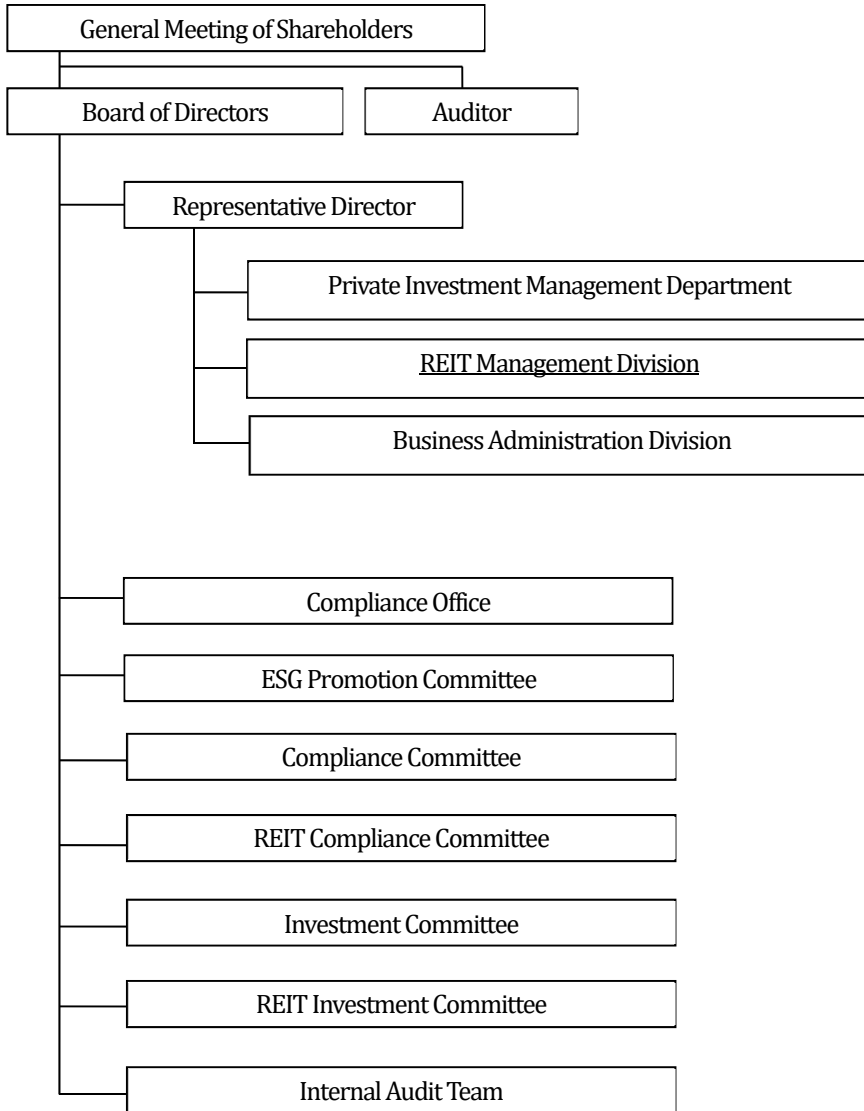 General Meeting of Shareholders
Board of Directors
Auditor
Representative Director
Private Investment Management Department
REIT Management Division
Business Administration Division
Compliance Office
ESG Promotion Committee
Compliance Committee
REIT Compliance Committee
Investment Committee
REIT Investment Committee
Internal Audit Team